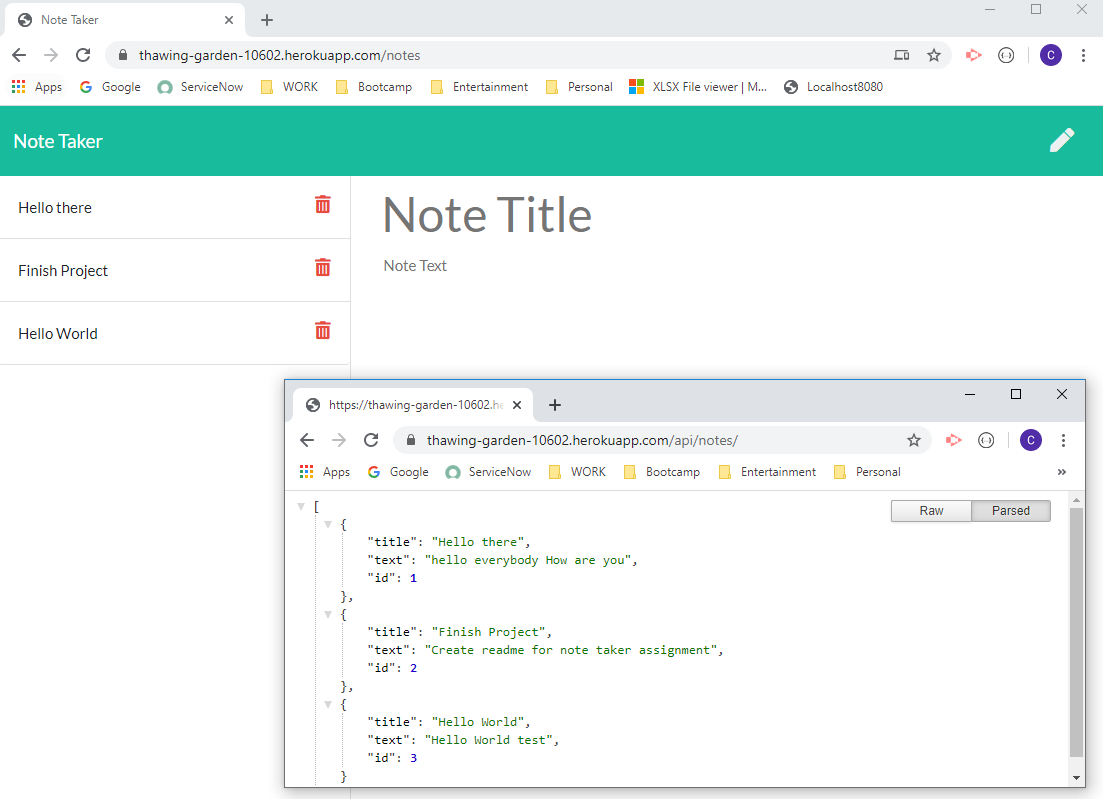 Note Taker
thawing-garden-10602.herokuapp.com/notes
C
Apps Google ServiceNow WORK Bootcamp Entertainment Personal XLSX File viewer | M... Localhost8080
Note Taker
Hello there
Finish Project
Hello World
Note Title
Note Text
https://thawing-garden-10602.he
thawing-garden-10602.herokuapp.com/api/notes/
C
Apps Google ServiceNow WORK Bootcamp Entertainment Personal »
Raw Parsed
[
{
"title": "Hello there",
"text": "hello everybody How are you",
"id": 1
},
{
"title": "Finish Project",
"text": "Create readme for note taker assignment",
"id": 2
},
{
"title": "Hello World",
"text": "Hello World test",
"id": 3
}